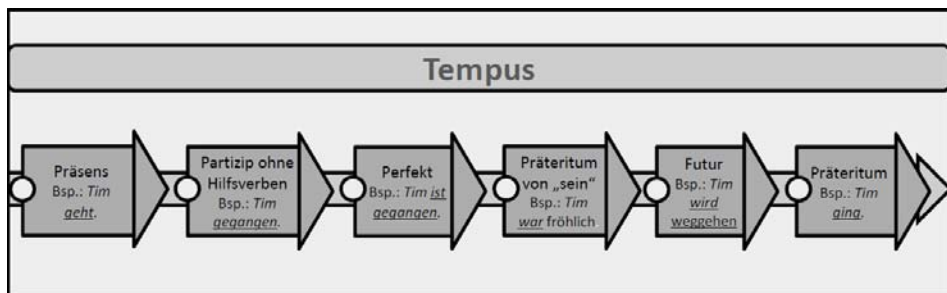 Tempus
Präsens
Bsp.: Tim
geht.
Partizip ohne
Hilfsverben
Bsp.: Tim
gegangen.
Perfekt
Bsp.: Tim ist
gegangen.
Präteritum
von „sein“
Bsp.: Tim
war fröhlich
Futur
Bsp.: Tim
wird
weggehen
Präteritum
Bsp.: Tim
ging.